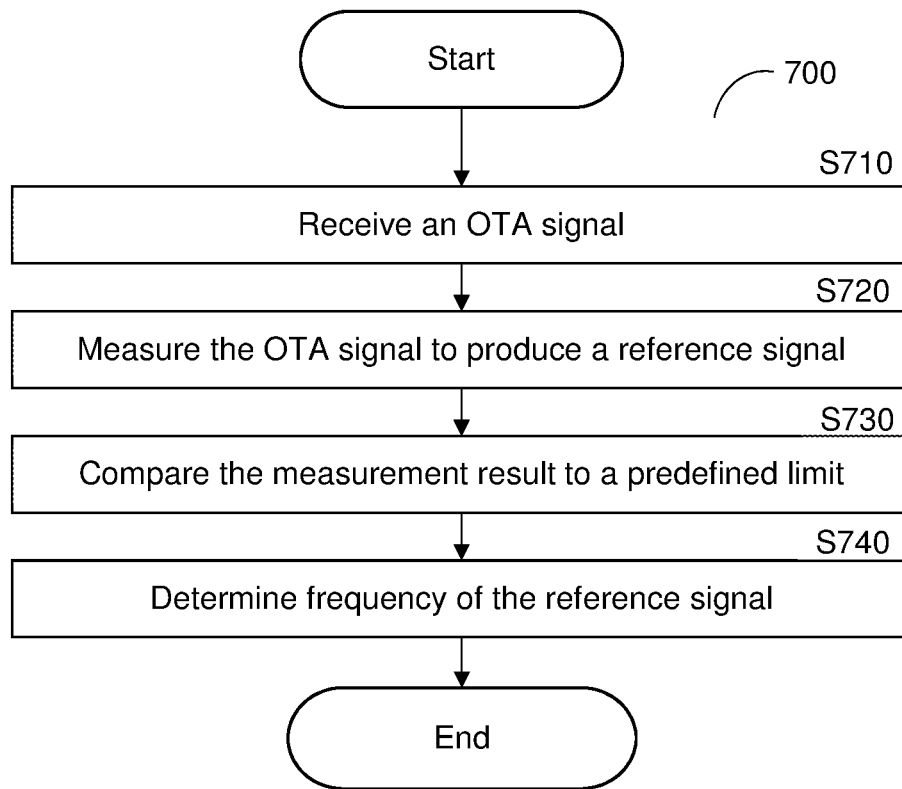 Start
700
S710
Receive an OTA signal
S720
Measure the OTA signal to produce a reference signal
S730
Compare the measurement result to a predefined limit
S740
Determine frequency of the reference signal
End